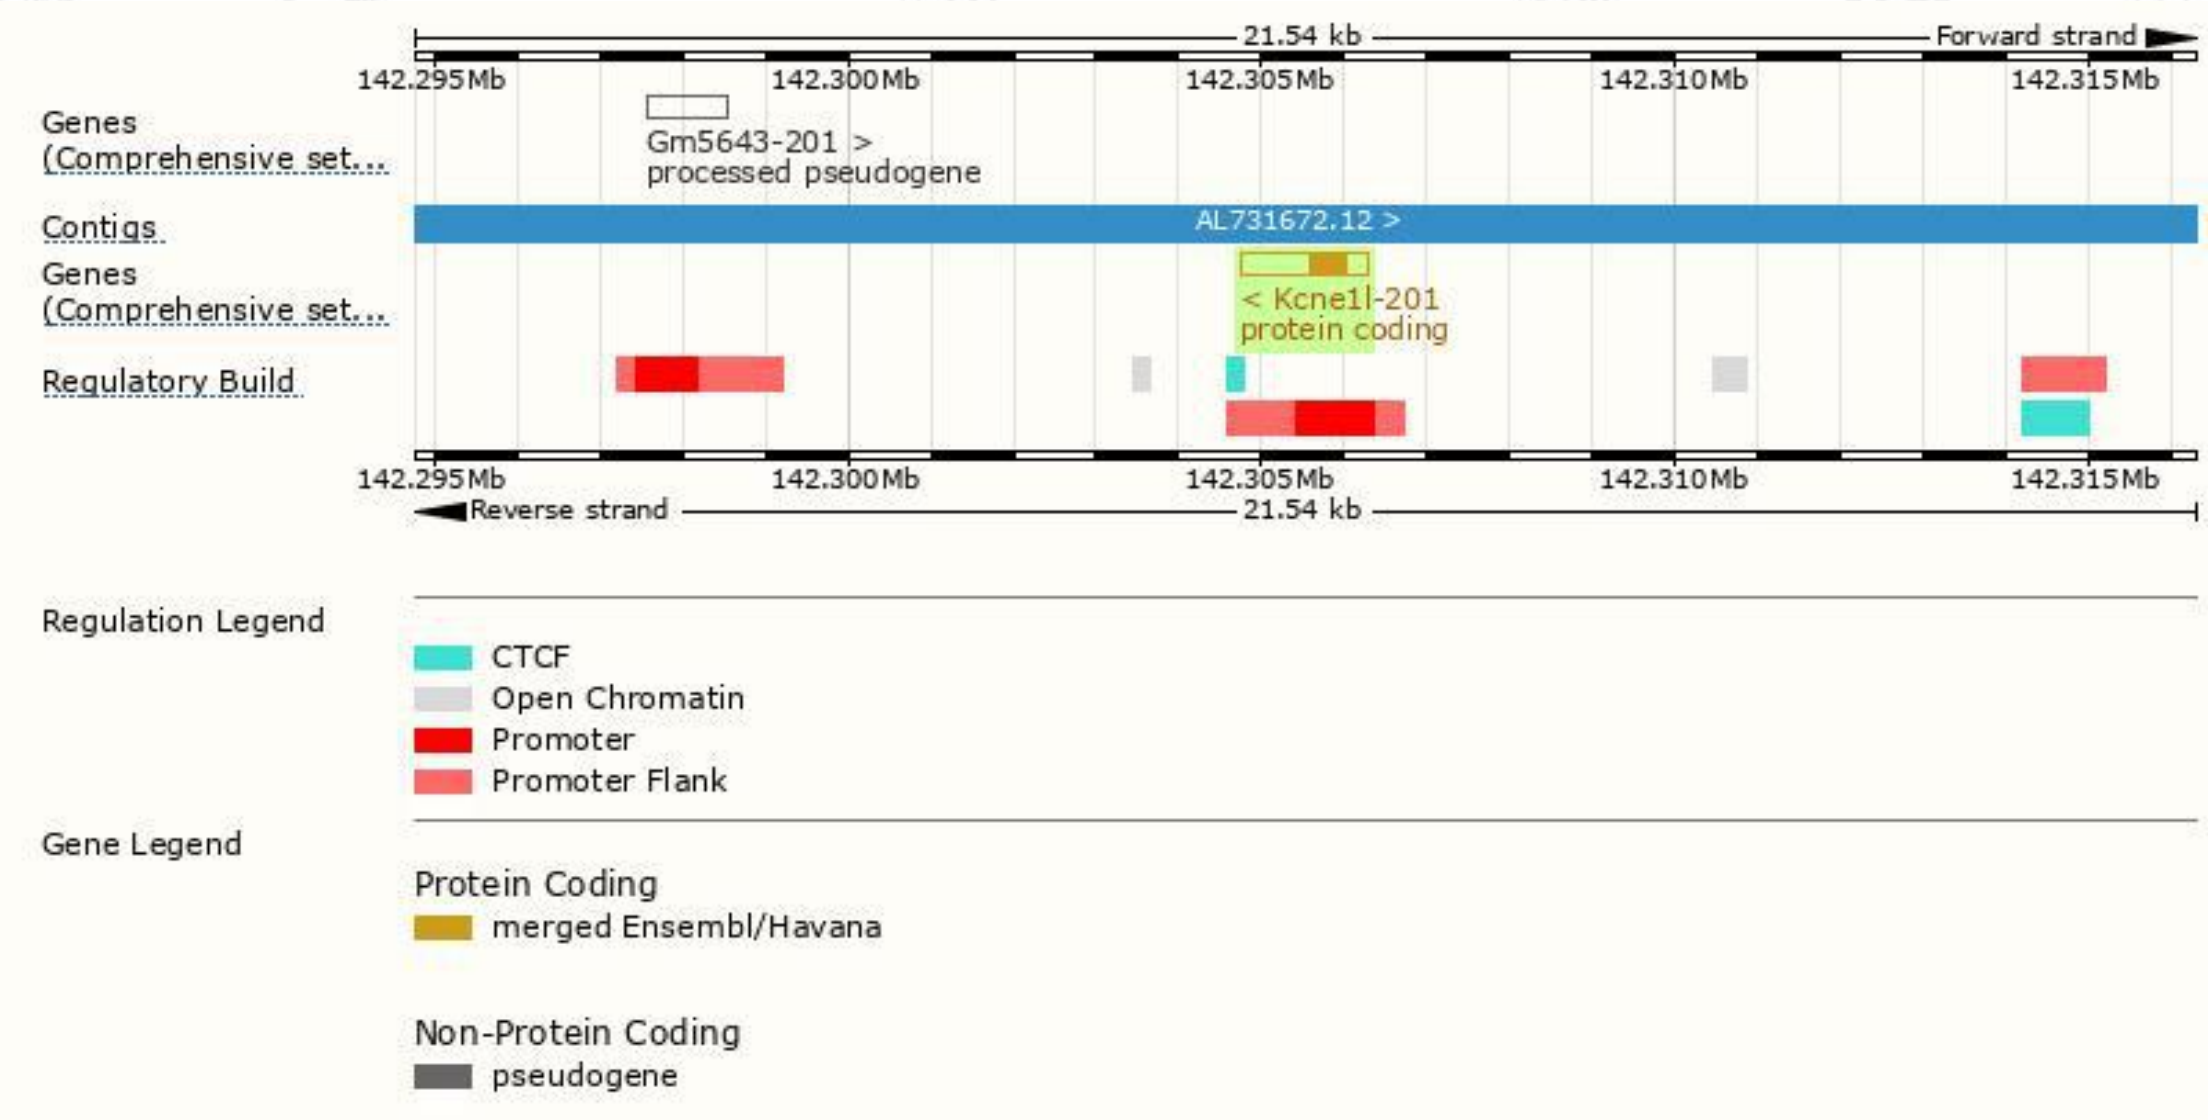 21.54 kb Forward strand
142.295Mb 142.300Mb 142.305Mb 142.310Mb 142.315Mb
Genes
(Comprehensive set...
Gm5643-201 >
processed pseudogene
Contigs
AL731672.12 >
Genes
(Comprehensive set...
< Kcne1l-201
protein coding
Regulatory Build
142.295Mb 142.300Mb 142.305Mb 142.310Mb 142.315Mb
Reverse strand 21.54 kb
Regulation Legend
CTCF
Open Chromatin
Promoter
Promoter Flank
Gene Legend
Protein Coding
merged Ensembl/Havana
Non-Protein Coding
pseudogene